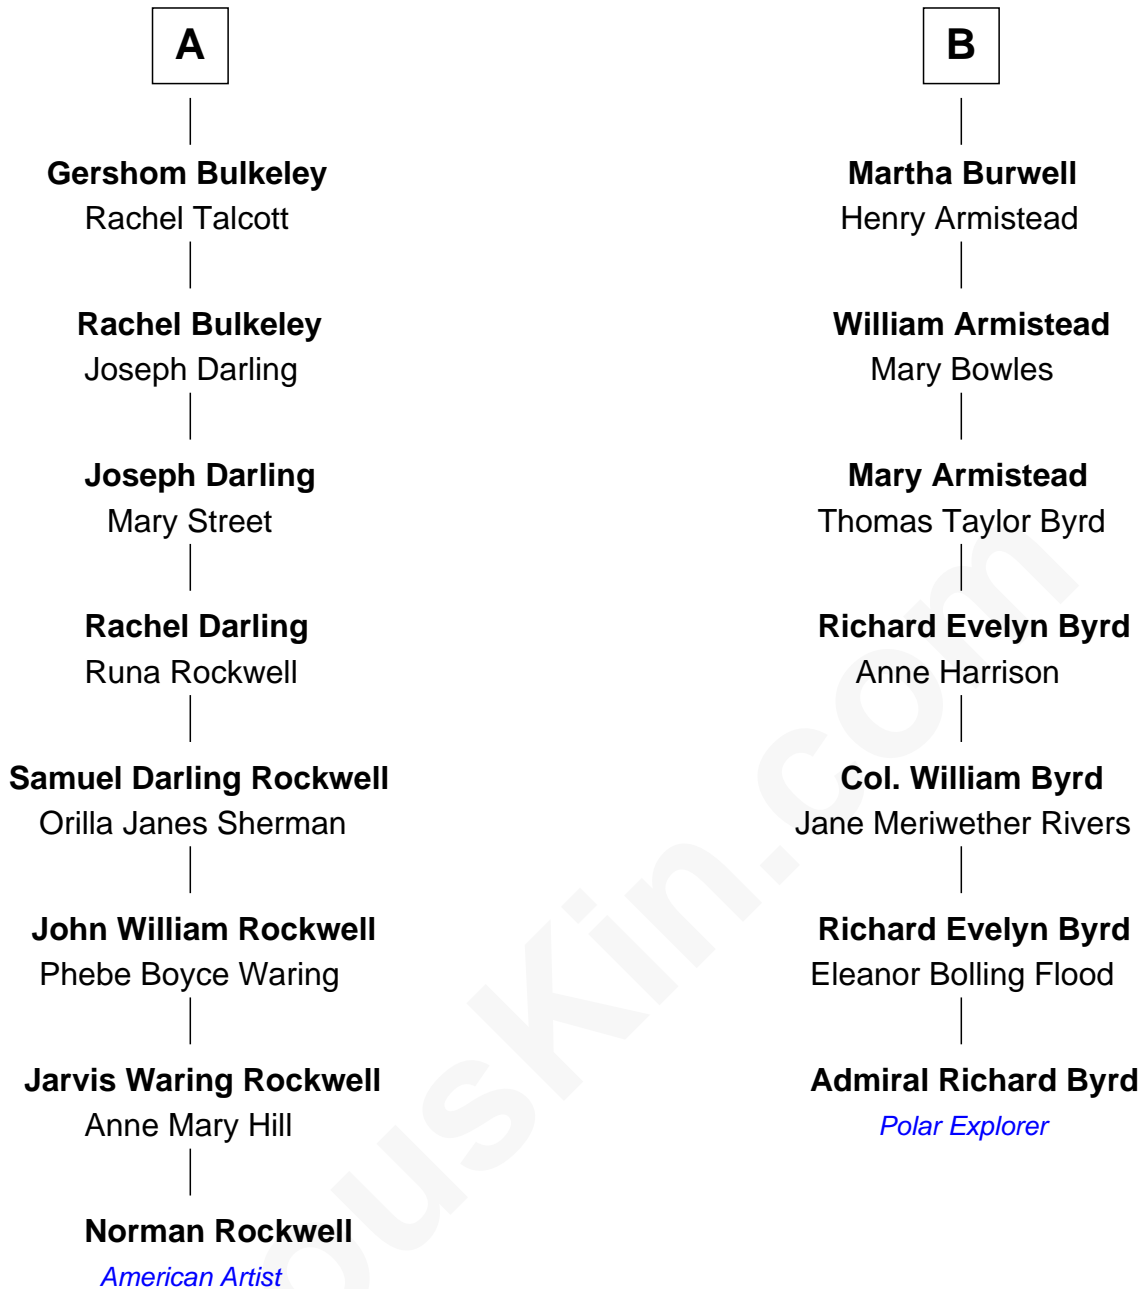 A
Gershom Bulkeley
Rachel Talcott
Rachel Bulkeley
Joseph Darling
Joseph Darling
Mary Street
Rachel Darling
Runa Rockwell
Samuel Darling Rockwell
Orilla Janes Sherman
John William Rockwell
Phebe Boyce Waring
Jarvis Waring Rockwell
Anne Mary Hill
Norman Rockwell
American Artist
B
Martha Burwell
Henry Armistead
William Armistead
Mary Bowles
Mary Armistead
Thomas Taylor Byrd
Richard Evelyn Byrd
Anne Harrison
Col. William Byrd
Jane Meriwether Rivers
Richard Evelyn Byrd
Eleanor Bolling Flood
Admiral Richard Byrd
Polar Explorer
ousKin.com